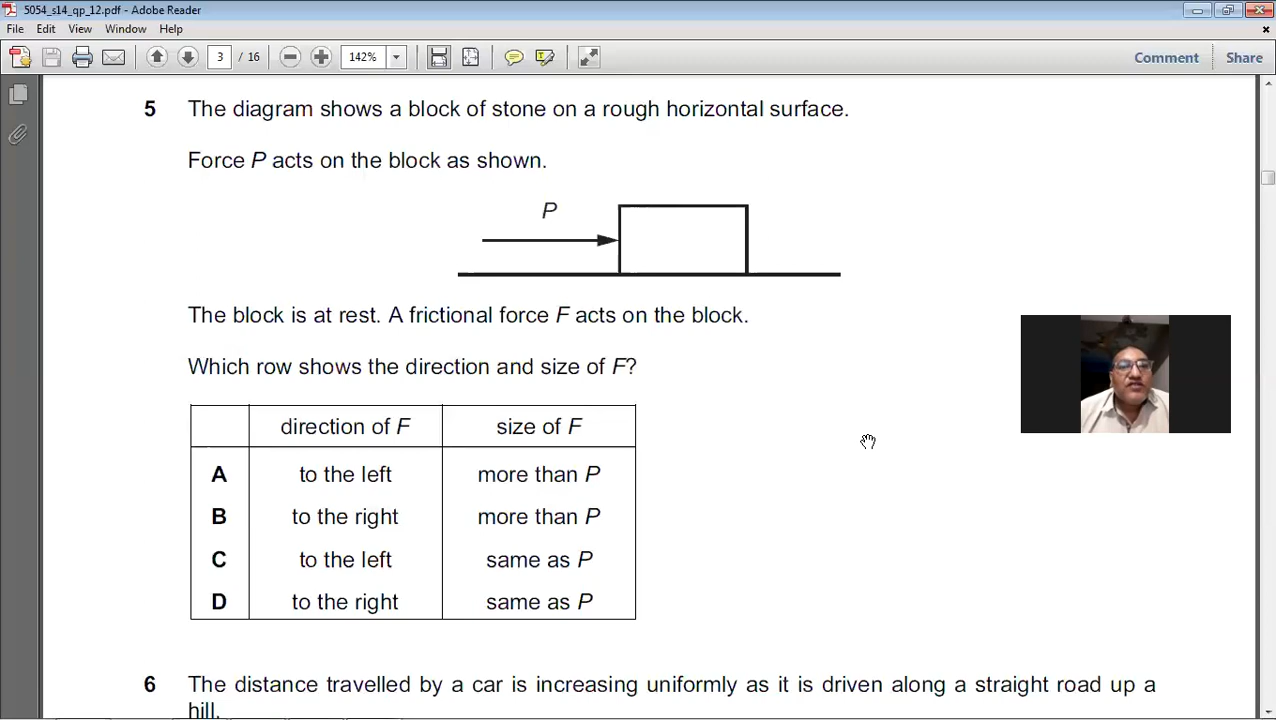 5054_s14_qp_12.pdf - Adobe Reader
File Edit View Window Help
3 / 16 142% Comment Share
5 The diagram shows a block of stone on a rough horizontal surface.
Force P acts on the block as shown.
P
The block is at rest. A frictional force F acts on the block.
Which row shows the direction and size of F?
direction of F size of F
A to the left more than P
B to the right more than P
C to the left same as P
D to the right same as P
6 The distance travelled by a car is increasing uniformly as it is driven along a straight road up a
hill.